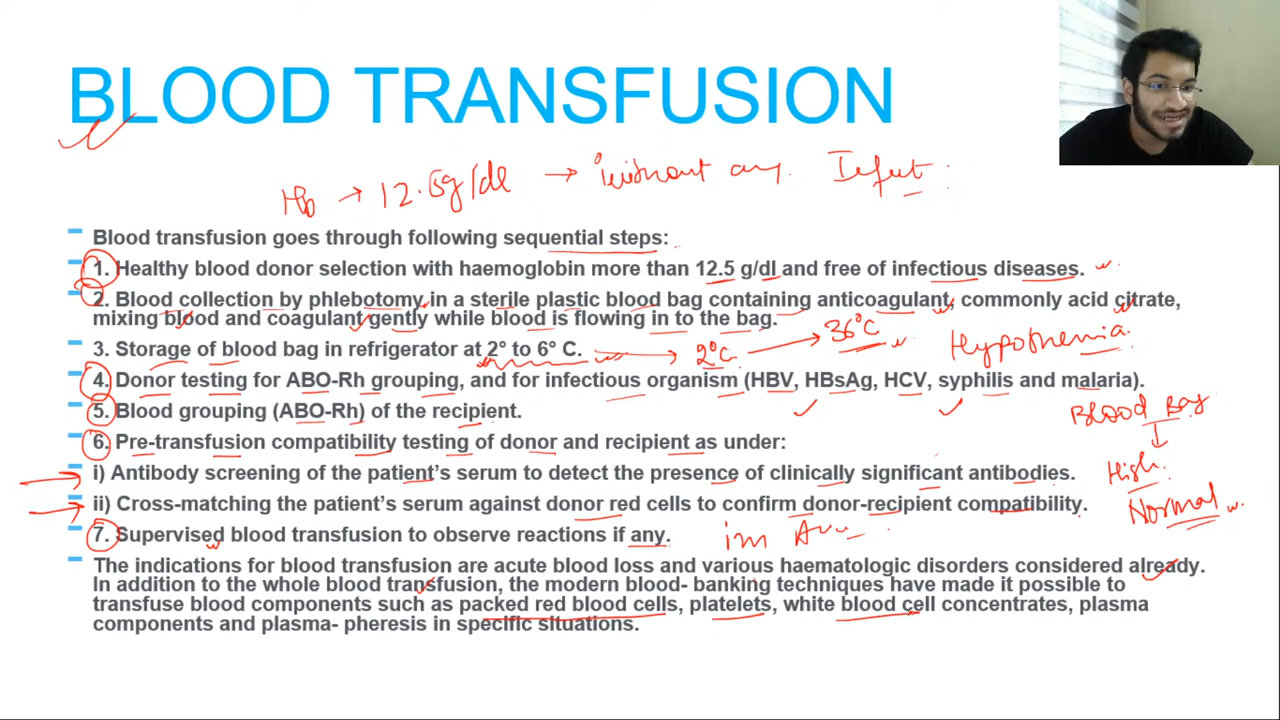 BLOOD TRANSFUSION
Hb → 12.5g/dl → without any Infect
Blood transfusion goes through following sequential steps:
1. Healthy blood donor selection with haemoglobin more than 12.5 g/dl and free of infectious diseases.
2. Blood collection by phlebotomy in a sterile plastic blood bag containing anticoagulant, commonly acid citrate,
mixing blood and coagulant gently while blood is flowing in to the bag.
3. Storage of blood bag in refrigerator at 2° to 6° C. → 2°C → 36°C
Hypothemia
4. Donor testing for ABO-Rh grouping, and for infectious organism (HBV, HBsAg, HCV, syphilis and malaria).
5. Blood grouping (ABO-Rh) of the recipient.
Blood Bag
6. Pre-transfusion compatibility testing of donor and recipient as under:
i) Antibody screening of the patient's serum to detect the presence of clinically significant antibodies.
High
ii) Cross-matching the patient's serum against donor red cells to confirm donor-recipient compatibility.
Normal
7. Supervised blood transfusion to observe reactions if any.
The indications for blood transfusion are acute blood loss and various haematologic disorders considered already.
In addition to the whole blood transfusion, the modern blood- banking techniques have made it possible to
transfuse blood components such as packed red blood cells, platelets, white blood cell concentrates, plasma
components and plasma- pheresis in specific situations.